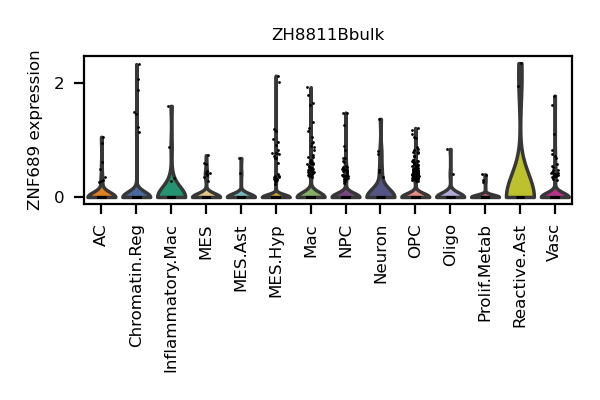 ZH8811Bbulk
ZNF689 expression
2
0
AC
Chromatin.Reg
Inflammatory.Mac
MES
MES.Ast
MES.Hyp
Mac
NPC
Neuron
OPC
Oligo
Prolif.Metab
Reactive.Ast
Vasc